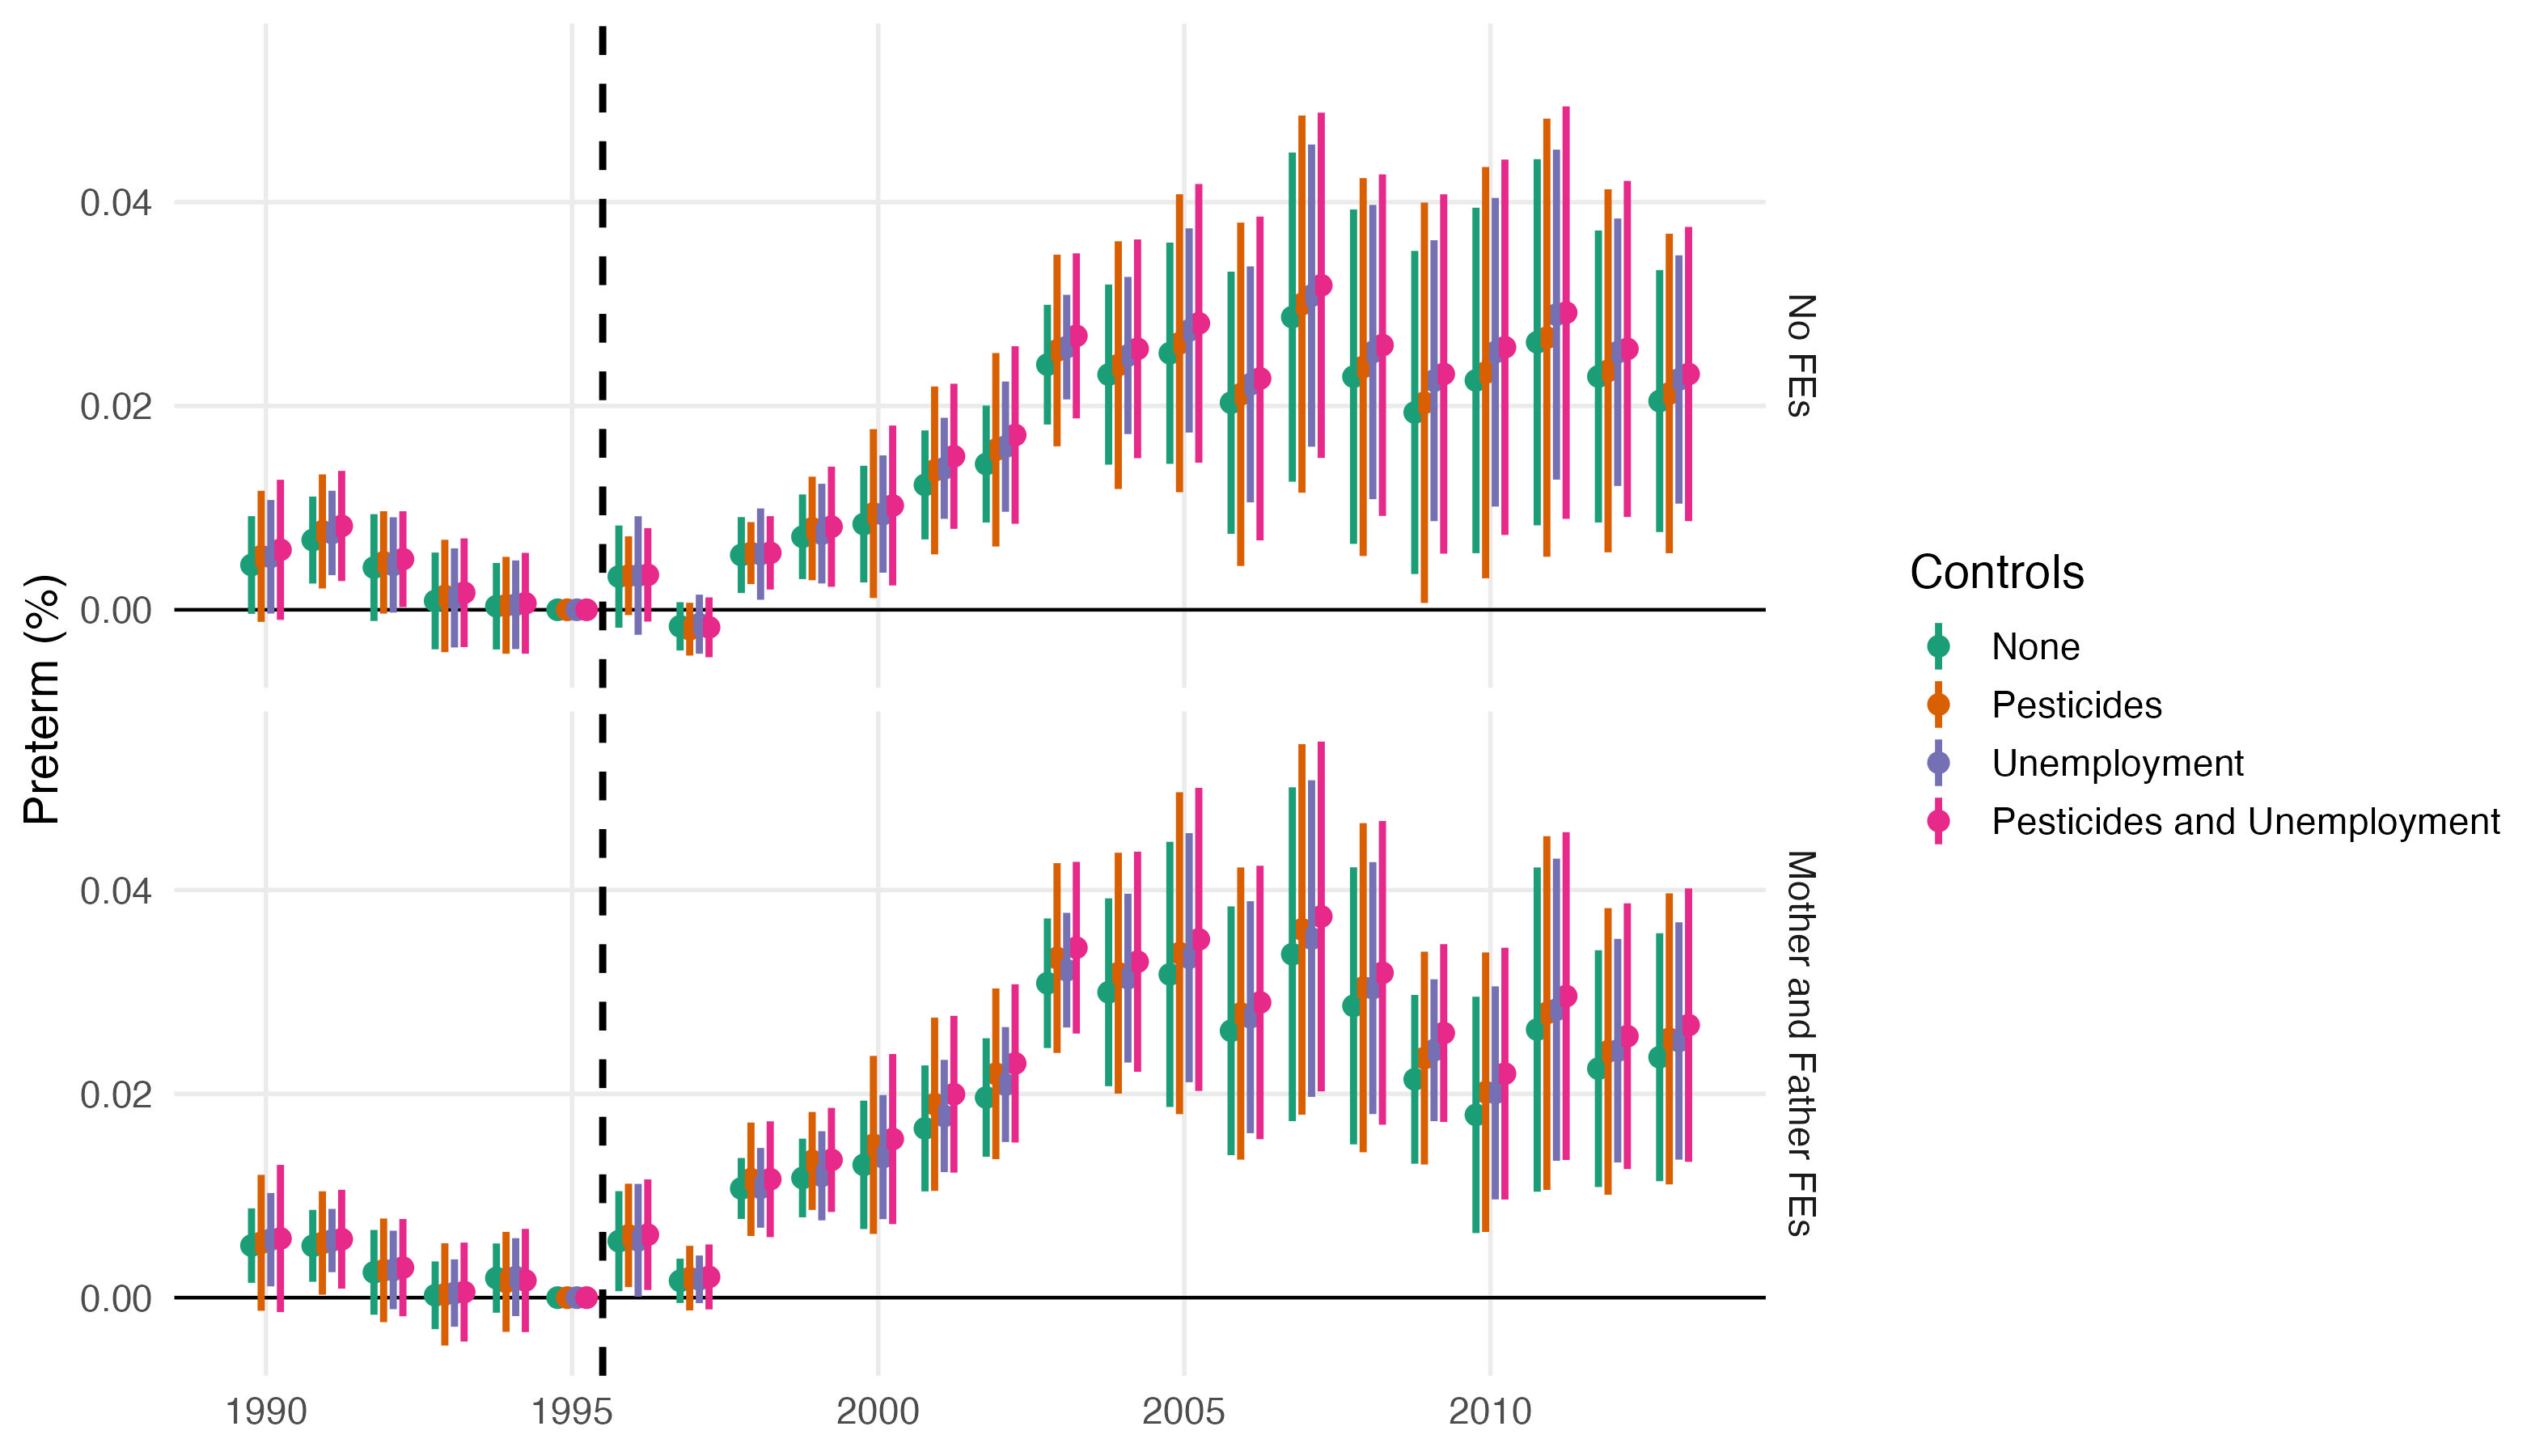 Preterm (%)
0.04
0.02
0.00
No FEs
0.04
0.02
0.00
Mother and Father FEs
1990
1995
2000
2005
2010
Controls
None
Pesticides
Unemployment
Pesticides and Unemployment